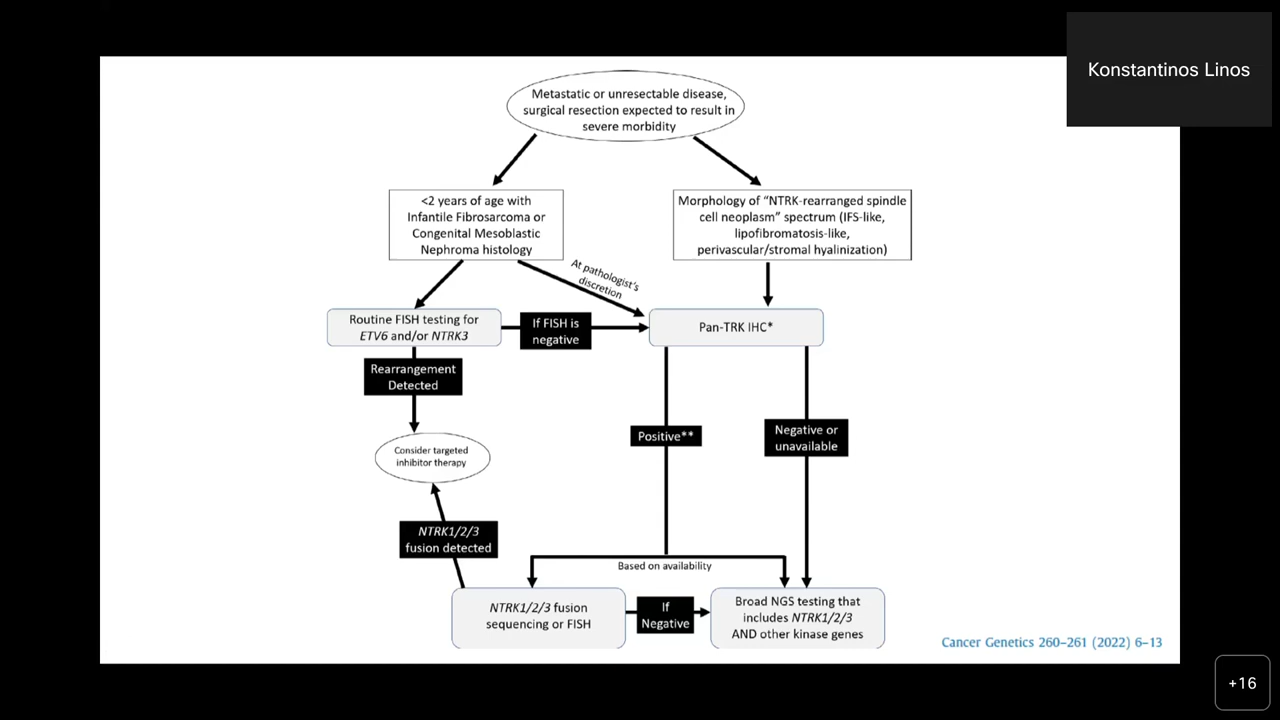 Konstantinos Linos
Metastatic or unresectable disease,
surgical resection expected to result in
severe morbidity
<2 years of age with
Infantile Fibrosarcoma or
Congenital Mesoblastic
Nephroma histology
Morphology of “NTRK-rearranged spindle
cell neoplasm” spectrum (IFS-like,
lipofibromatosis-like,
perivascular/stromal hyalinization)
At pathologist’s
discretion
Routine FISH testing for
ETV6 and/or NTRK3
If FISH is
negative
Pan-TRK IHC*
Rearrangement
Detected
Positive**
Negative or
unavailable
Consider targeted
inhibitor therapy
NTRK1/2/3
fusion detected
Based on availability
NTRK1/2/3 fusion
sequencing or FISH
If
Negative
Broad NGS testing that
includes NTRK1/2/3
AND other kinase genes
Cancer Genetics 260–261 (2022) 6–13
+16